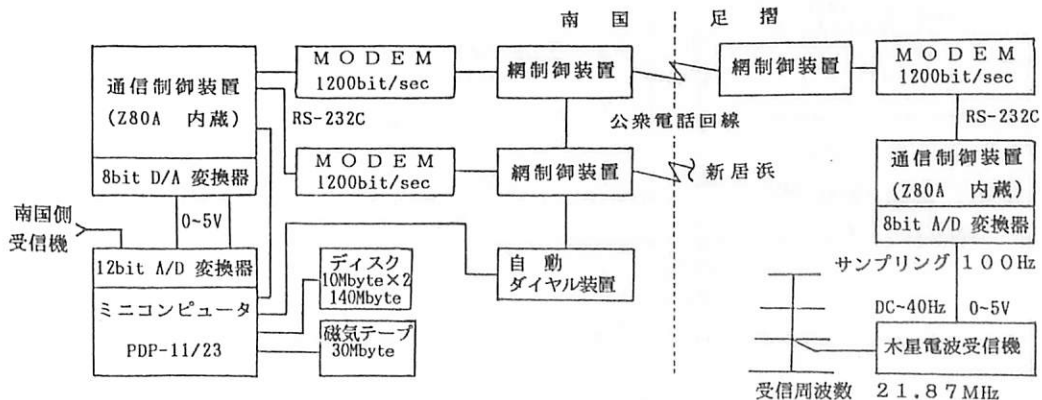 南国
足摺
通信制御装置
(Z80A 内蔵)
8bit D/A 変換器
MODEM
1200bit/sec
RS-232C
MODEM
1200bit/sec
網制御装置
公衆電話回線
網制御装置
新居浜
網制御装置
MODEM
1200bit/sec
RS-232C
通信制御装置
(Z80A 内蔵)
8bit A/D 変換器
サンプリング 100Hz
DC~40Hz 0~5V
木星電波受信機
受信周波数 21.87MHz
南国側
受信機
0~5V
12bit A/D 変換器
ミニコンピュータ
PDP-11/23
ディスク
10Mbyte×2
140Mbyte
磁気テープ
30Mbyte
自動
ダイヤル装置